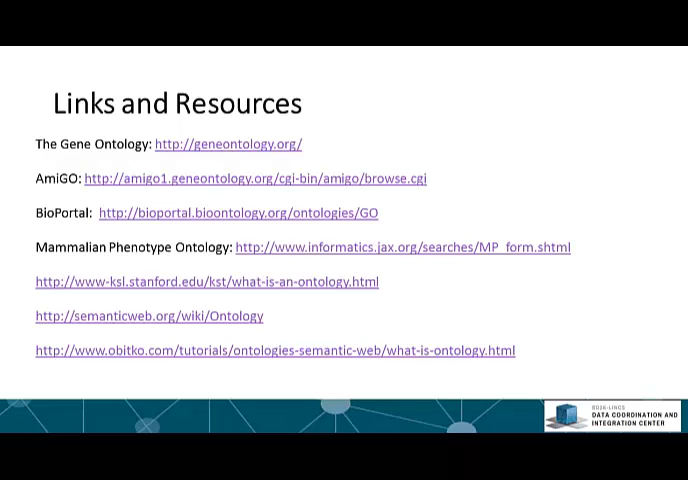 Links and Resources
The Gene Ontology: http://geneontology.org/
AmiGO: http://amigo1.geneontology.org/cgi-bin/amigo/browse.cgi
BioPortal: http://bioportal.bioontology.org/ontologies/GO
Mammalian Phenotype Ontology: http://www.informatics.jax.org/searches/MP_form.shtml
http://www-ksl.stanford.edu/kst/what-is-an-ontology.html
http://semanticweb.org/wiki/Ontology
http://www.obitko.com/tutorials/ontologies-semantic-web/what-is-ontology.html
BD2K-LINCS
DATA COORDINATION AND
INTEGRATION CENTER